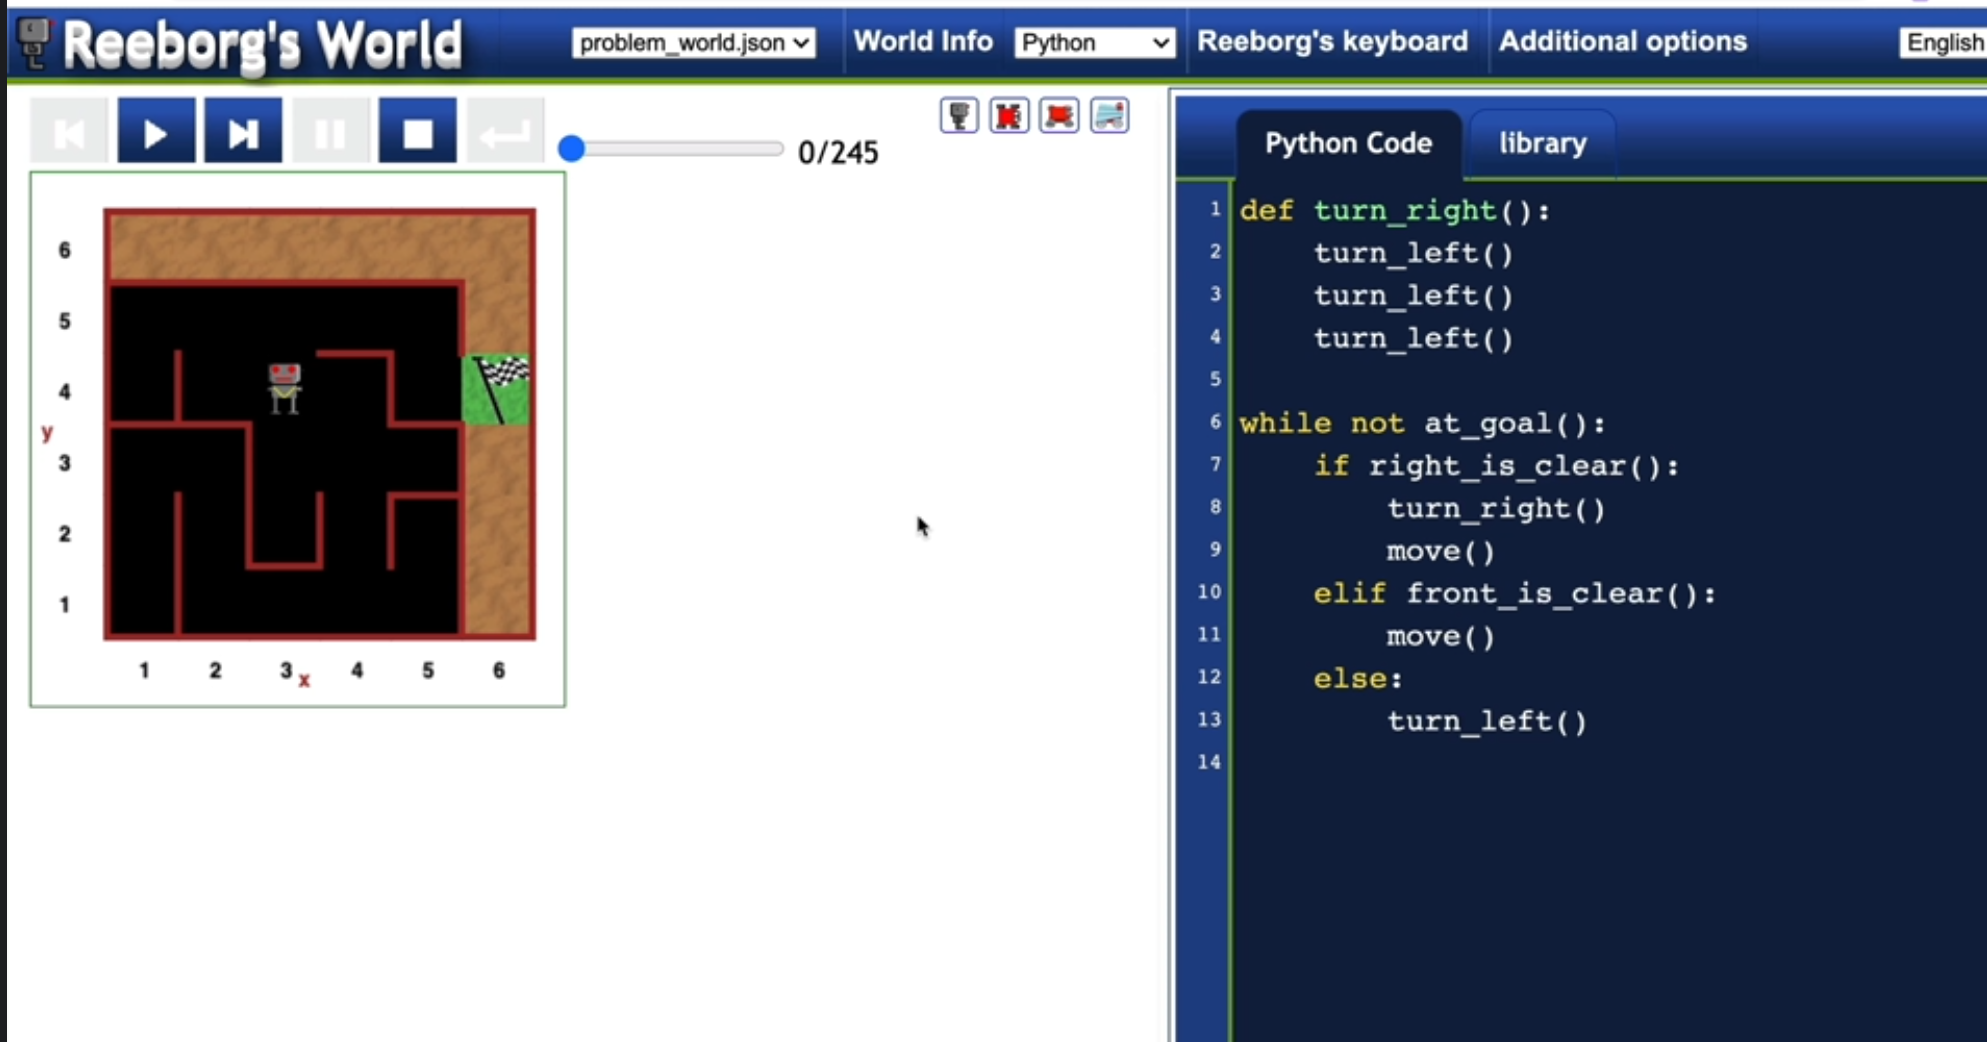 Reeborg's World
problem_world.json
World Info
Python
Reeborg's keyboard
Additional options
English
0/245
6
5
4
y
3
2
1
1 2 3 x 4 5 6
Python Code
library
1 def turn_right():
2 turn_left()
3 turn_left()
4 turn_left()
5
6 while not at_goal():
7 if right_is_clear():
8 turn_right()
9 move()
10 elif front_is_clear():
11 move()
12 else:
13 turn_left()
14